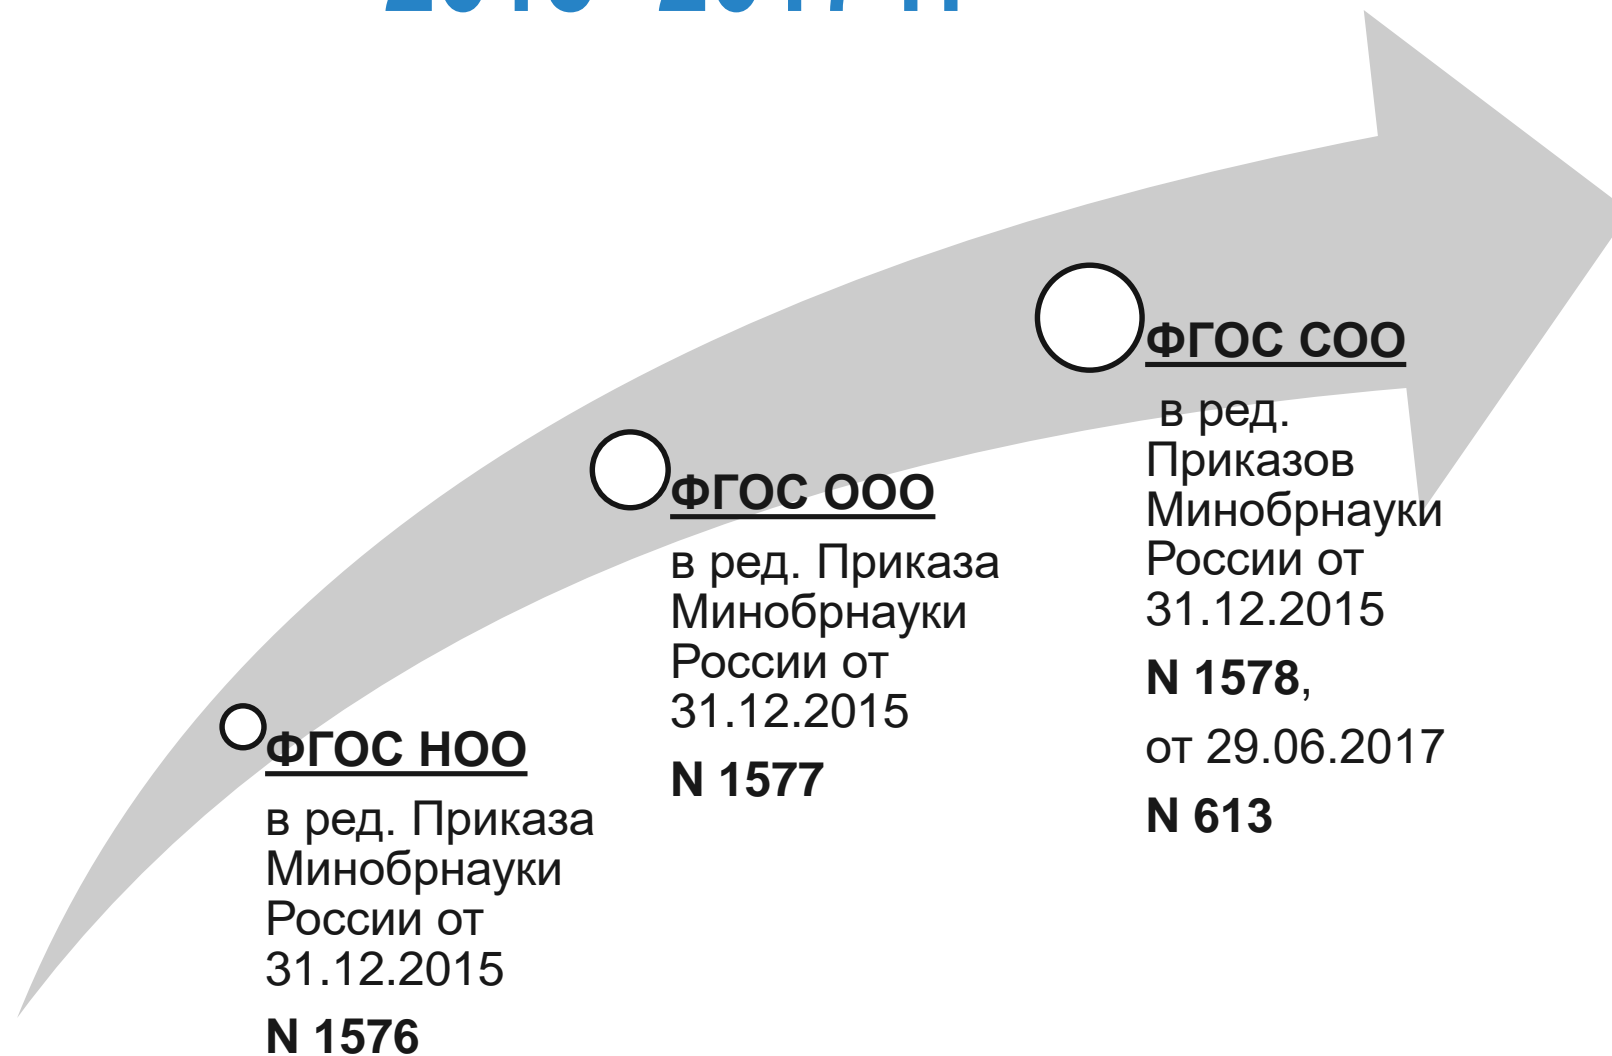 ФГОС НОО
в ред. Приказа
Минобрнауки
России от
31.12.2015
N 1576
ФГОС ООО
в ред. Приказа
Минобрнауки
России от
31.12.2015
N 1577
ФГОС СОО
в ред.
Приказов
Минобрнауки
России от
31.12.2015
N 1578,
от 29.06.2017
N 613